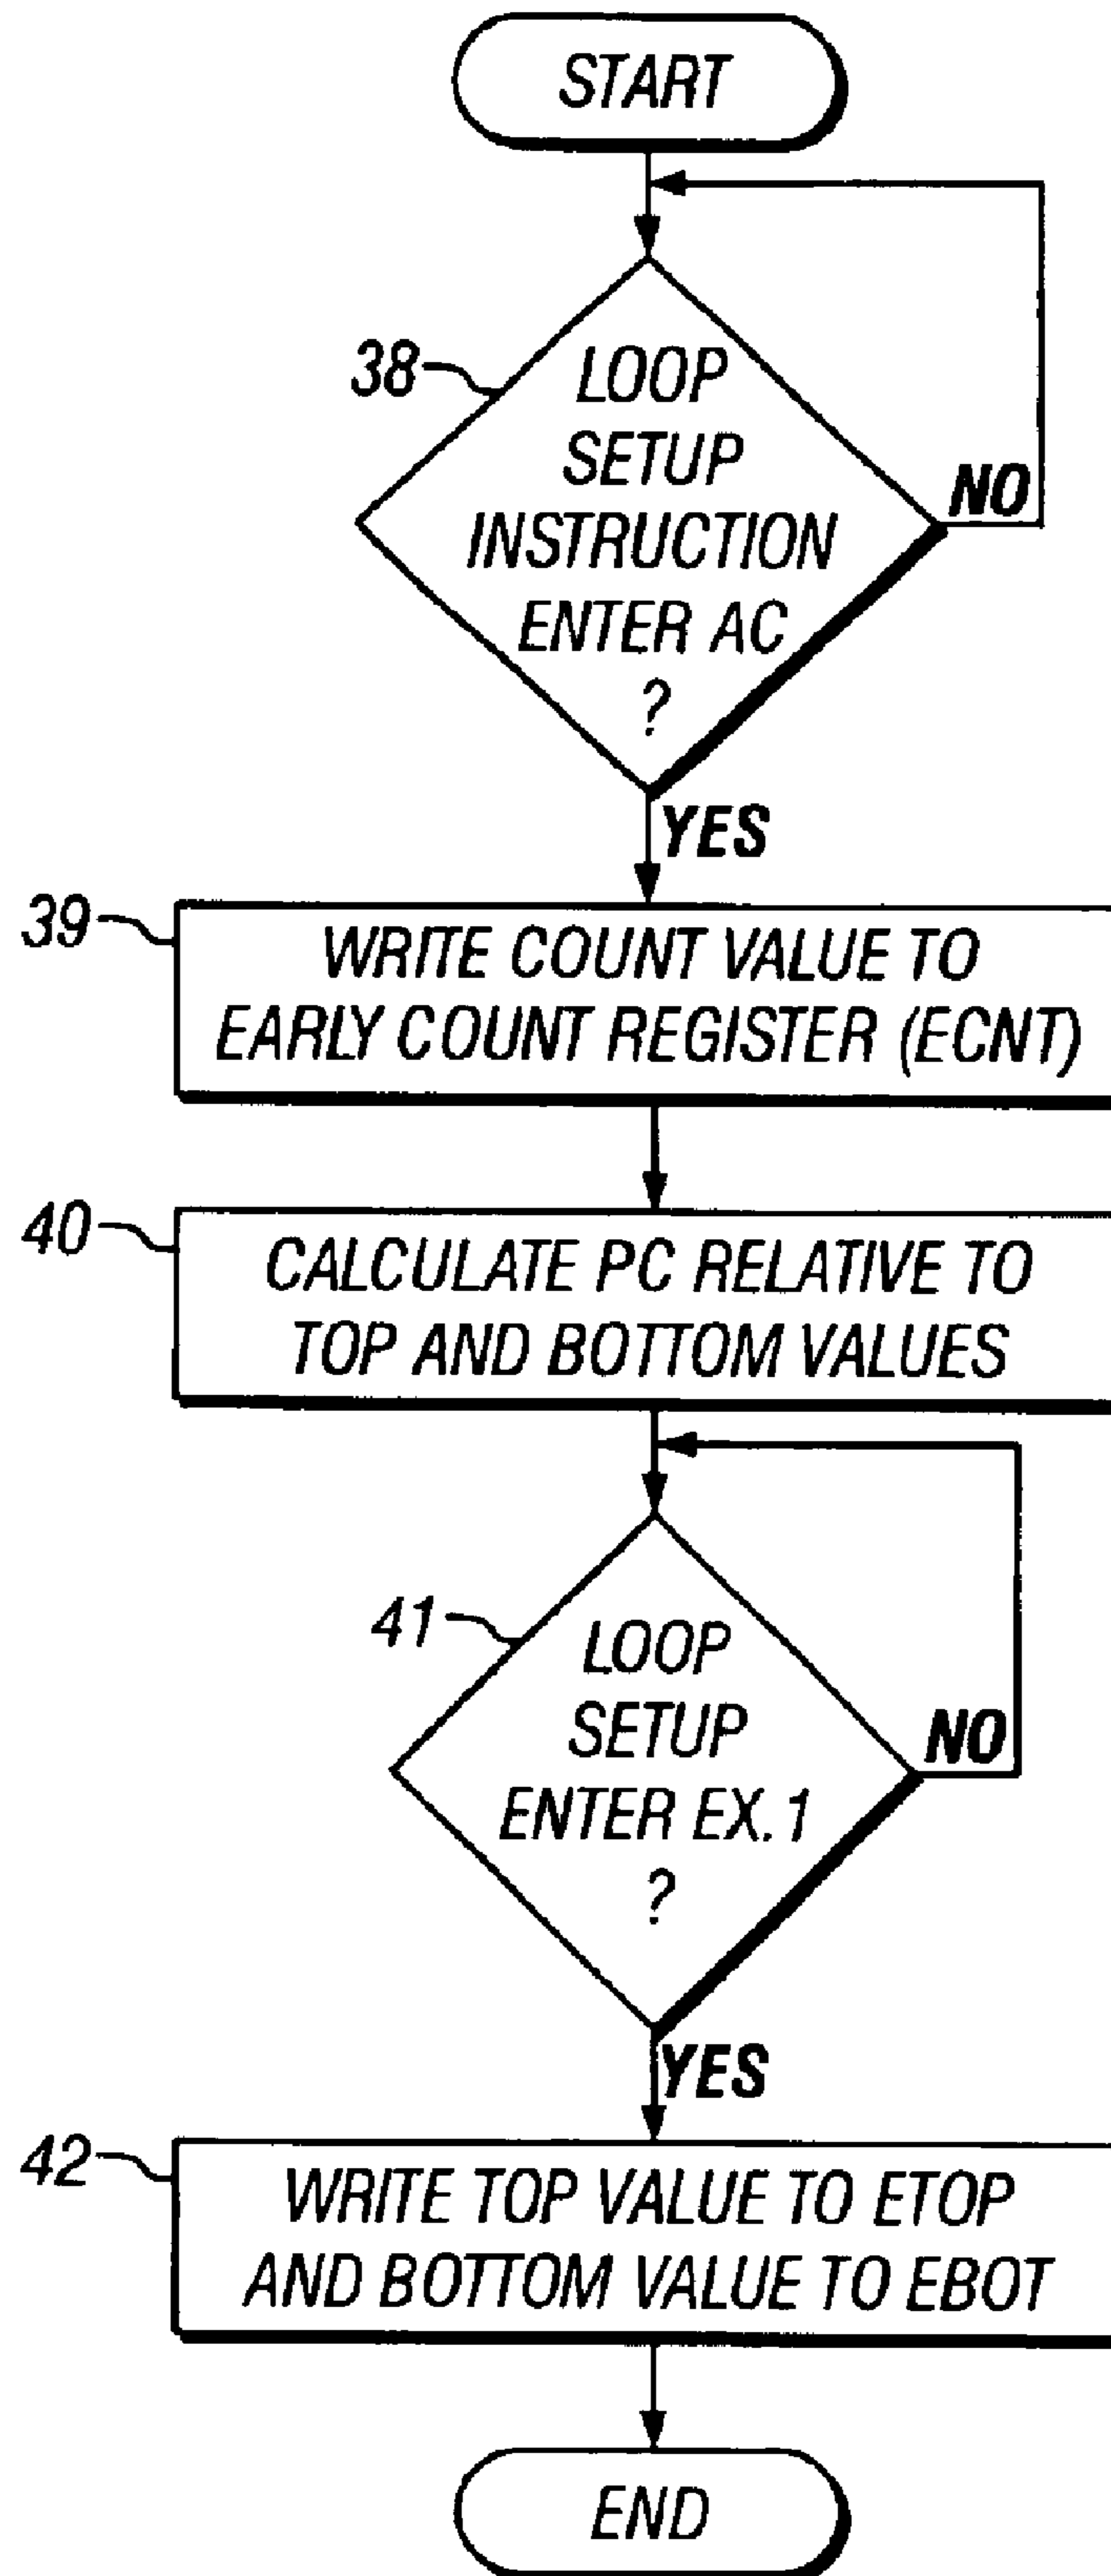 START
38
LOOP
SETUP
INSTRUCTION
ENTER AC
?
NO
YES
39
WRITE COUNT VALUE TO
EARLY COUNT REGISTER (ECNT)
40
CALCULATE PC RELATIVE TO
TOP AND BOTTOM VALUES
41
LOOP
SETUP
ENTER EX.1
?
NO
YES
42
WRITE TOP VALUE TO ETOP
AND BOTTOM VALUE TO EBOT
END